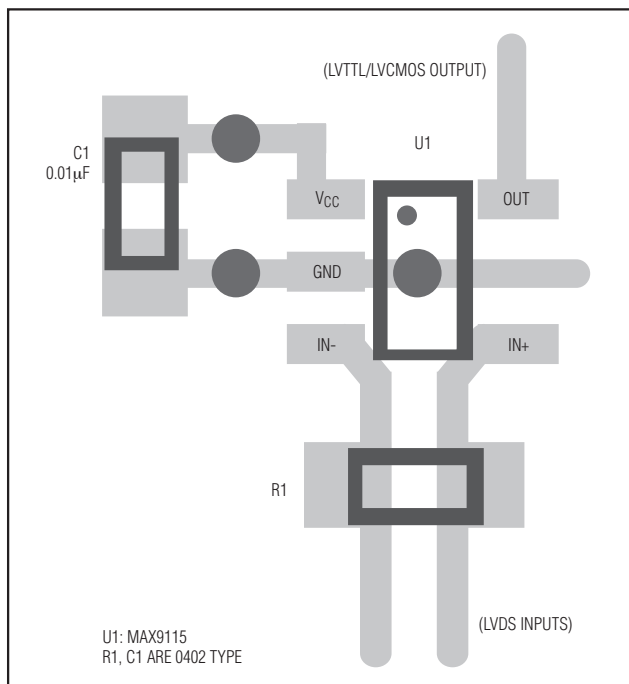 (LVTTL/LVCMOS OUTPUT)
C1
0.01µF
U1
VCC
OUT
GND
IN-
IN+
R1
(LVDS INPUTS)
U1: MAX9115
R1, C1 ARE 0402 TYPE